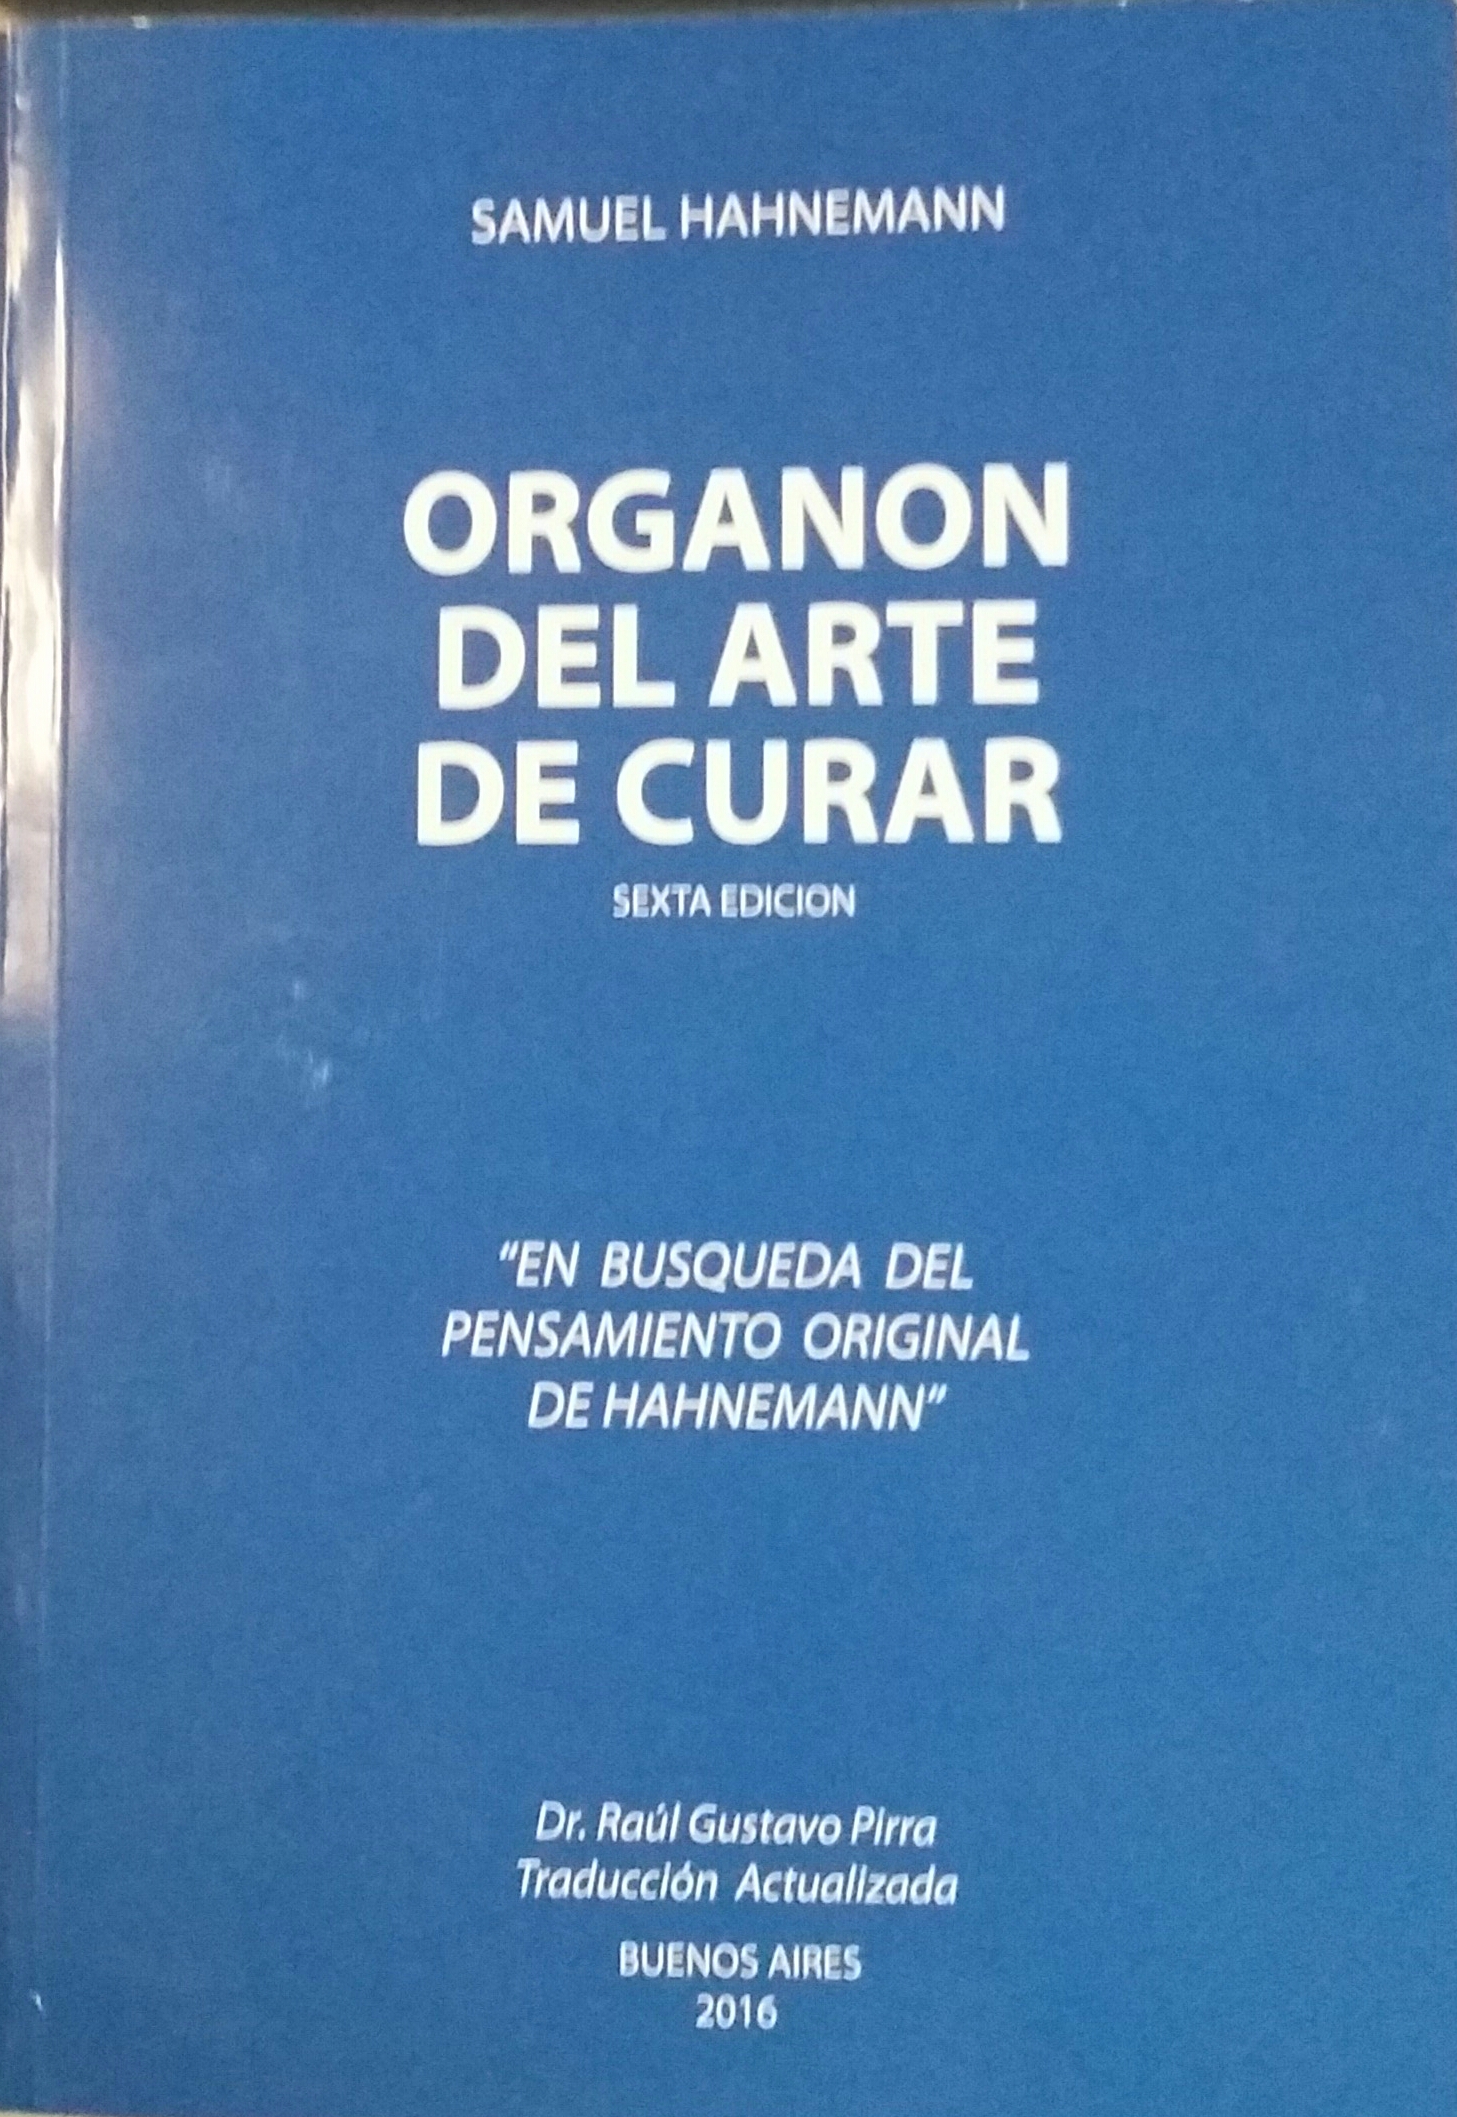 SAMUEL HAHNEMANN
ORGANON
DEL ARTE
DE CURAR
SEXTA EDICION
"EN BUSQUEDA DEL
PENSAMIENTO ORIGINAL
DE HAHNEMANN"
Dr. Raúl Gustavo Pirra
Traducción Actualizada
BUENOS AIRES
2016